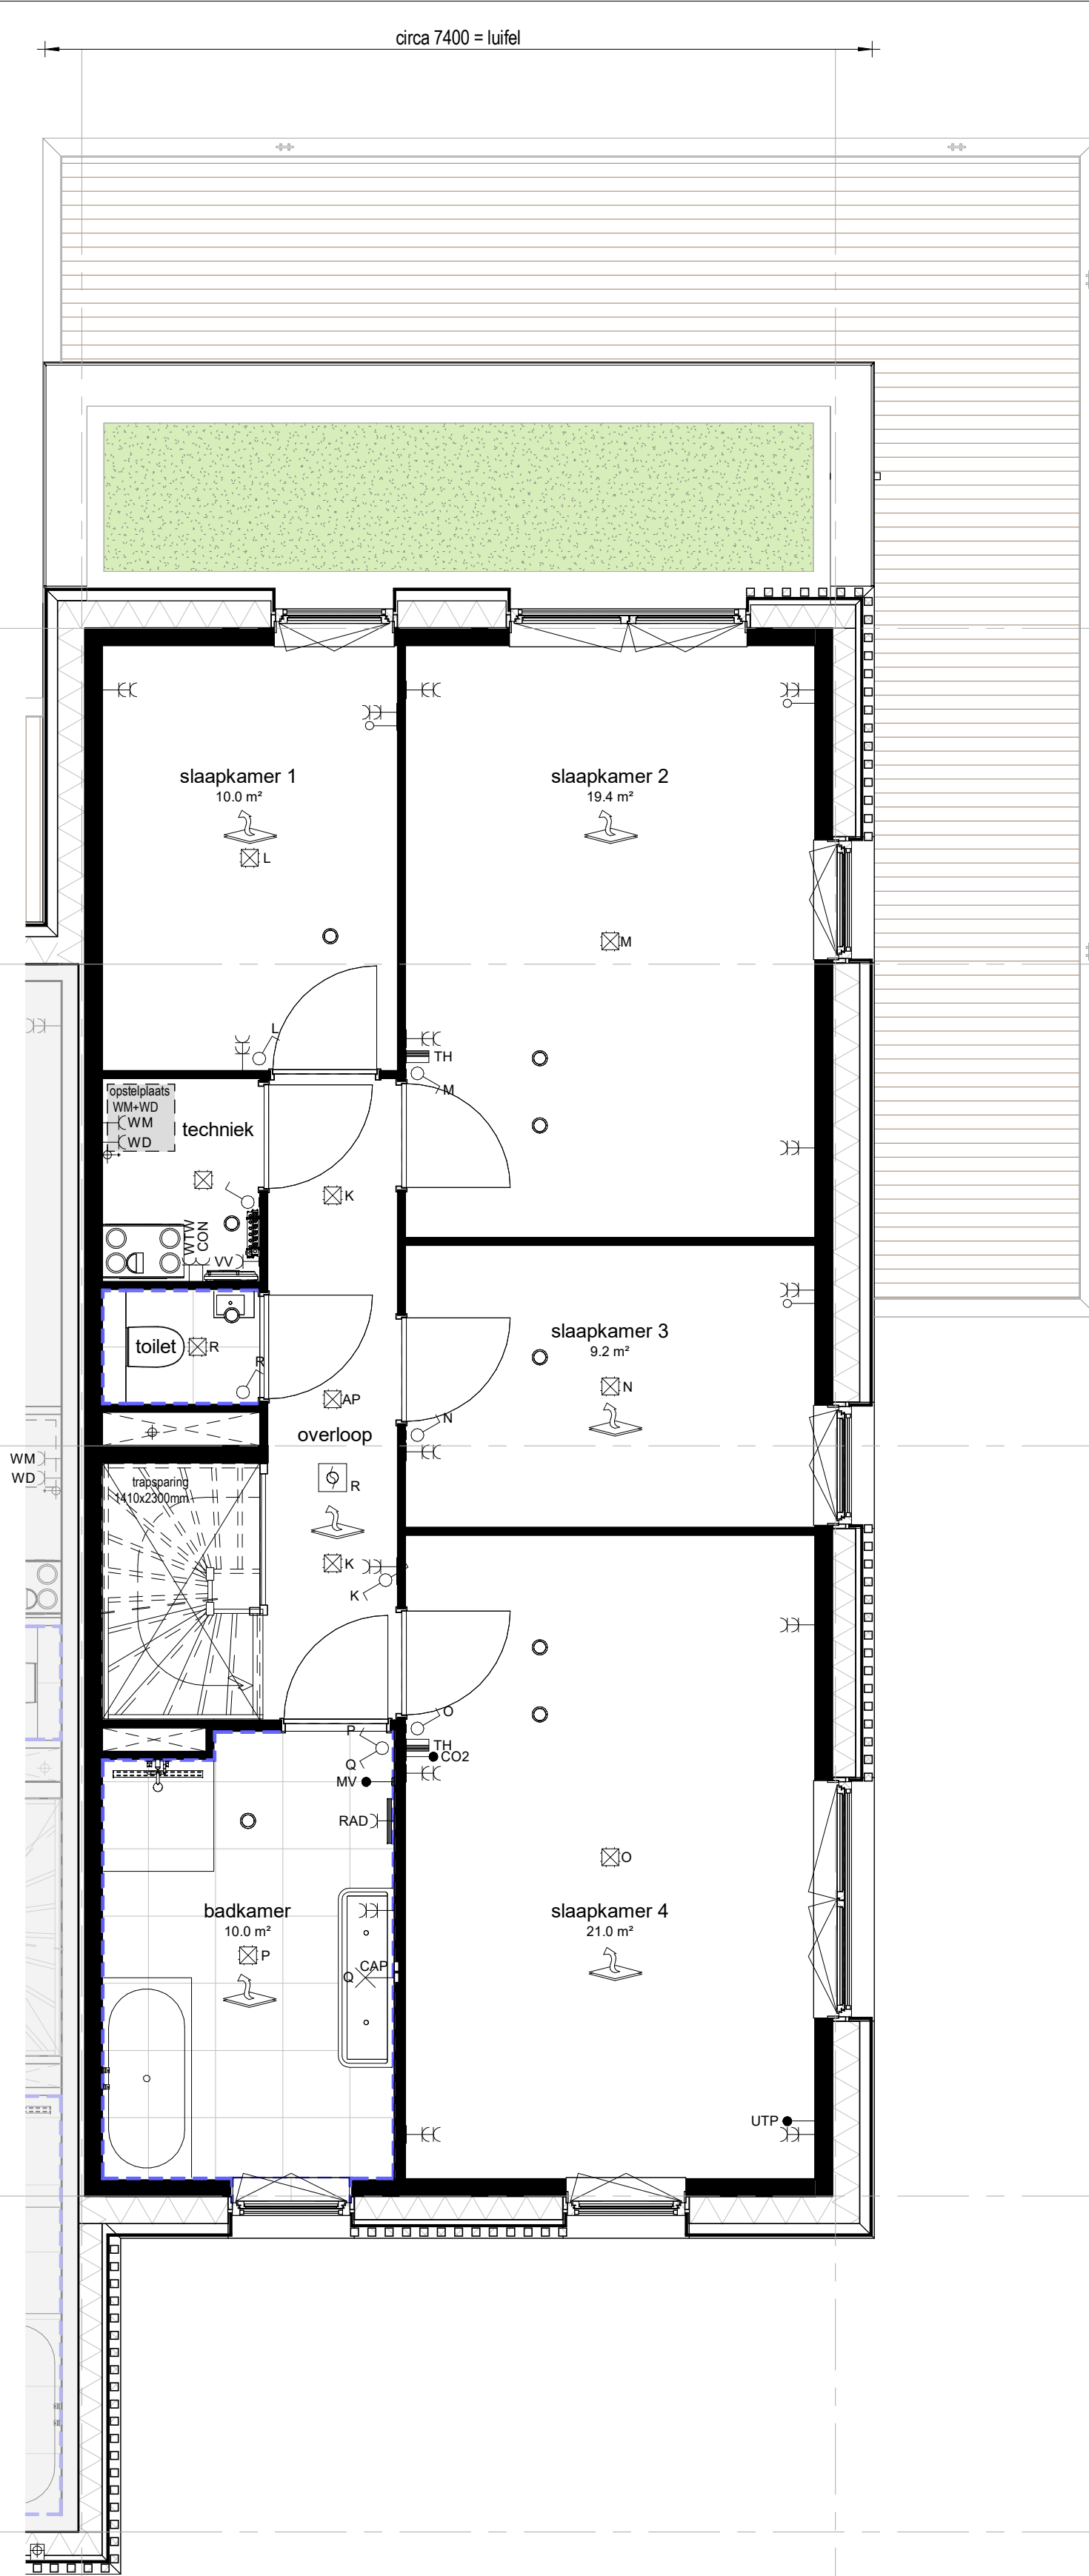 circa 7400 = luifel
slaapkamer 1
10.0 m²
L
slaapkamer 2
19.4 m²
M
L
TH
M
opstelplaats
WM+WD
WM
WD
techniek
K
WTW
CON
VV
toilet
R
R
slaapkamer 3
9.2 m²
N
AP
N
overloop
WM
WD
trapsparing
1410x2300mm
R
K
K
O
P
Q
TH
CO2
MV
RAD
O
badkamer
10.0 m²
P
slaapkamer 4
21.0 m²
CAP
Q
UTP